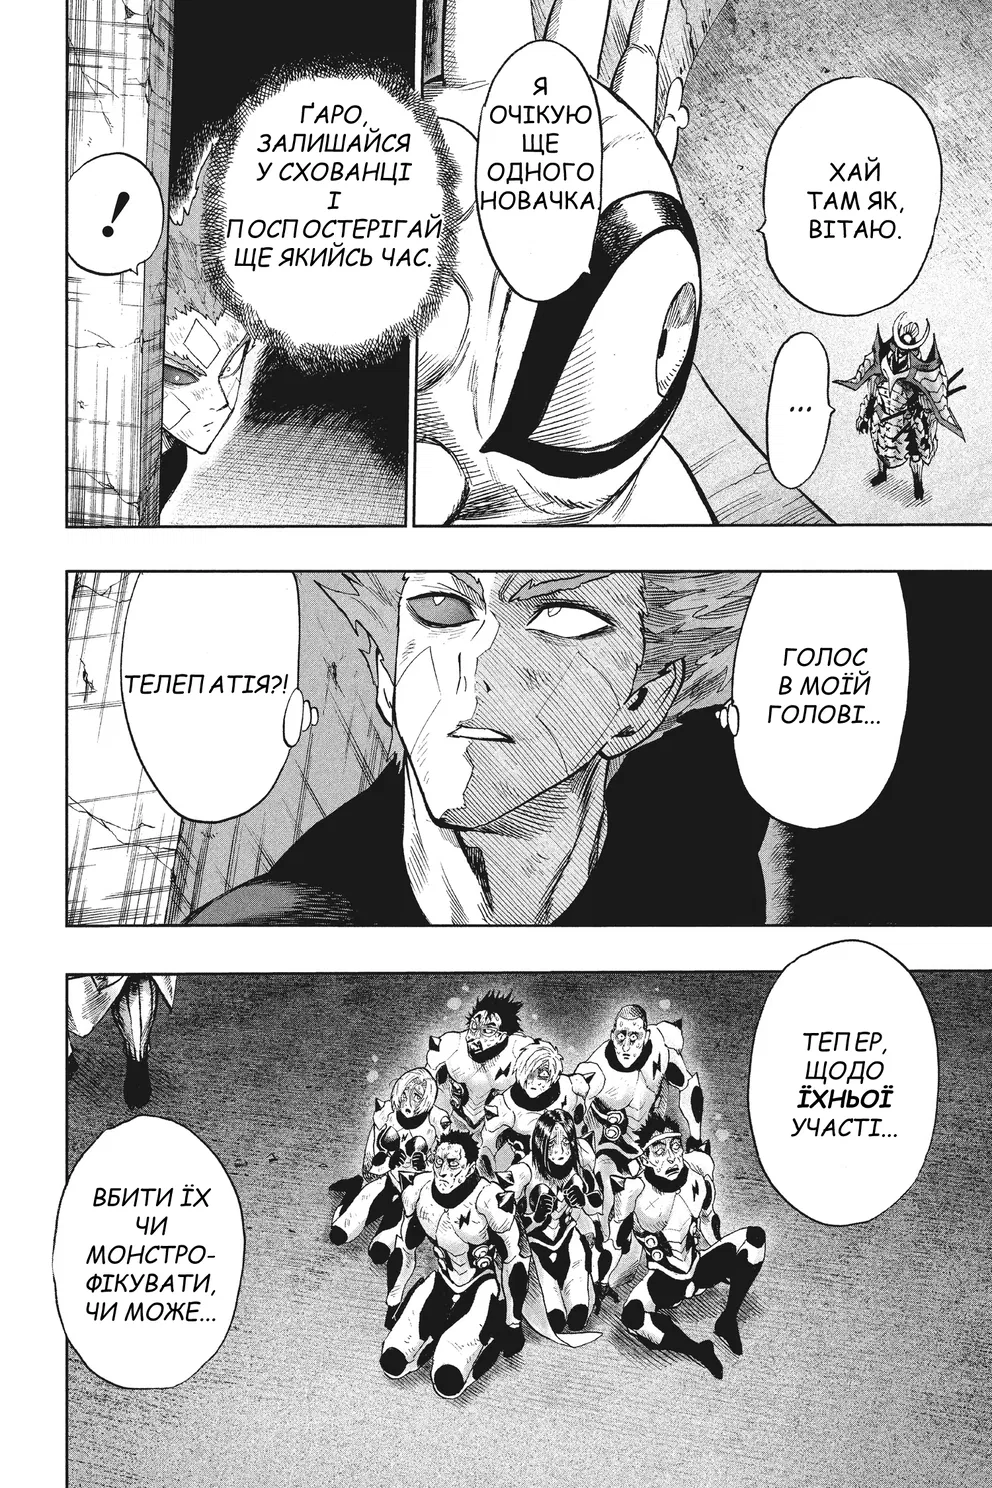 ХАЙ
ТАМ ЯК,
ВІТАЮ.
...
Я
ОЧІКУЮ
ЩЕ
ОДНОГО
НОВАЧКА.
ҐАРО,
ЗАЛИШАЙСЯ
У СХОВАНЦІ
І
ПОСПОСТЕРІГАЙ
ЩЕ ЯКИЙСЬ ЧАС.
!
ГОЛОС
В МОЇЙ
ГОЛОВІ...
ТЕЛЕПАТІЯ?!
ТЕПЕР,
ЩОДО
ЇХНЬОЇ
УЧАСТІ...
ВБИТИ ЇХ
ЧИ
МОНСТРО-
ФІКУВАТИ,
ЧИ МОЖЕ...